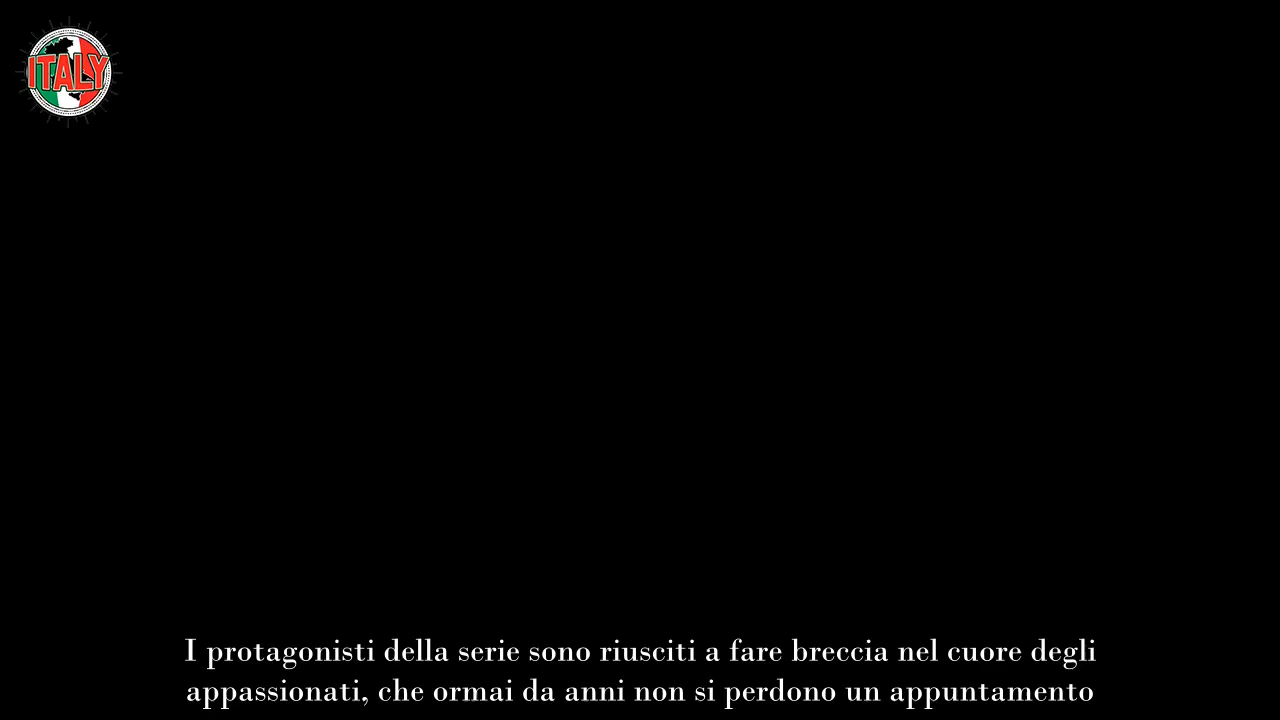 ITALY
I protagonisti della serie sono riusciti a fare breccia nel cuore degli
appassionati, che ormai da anni non si perdono un appuntamento